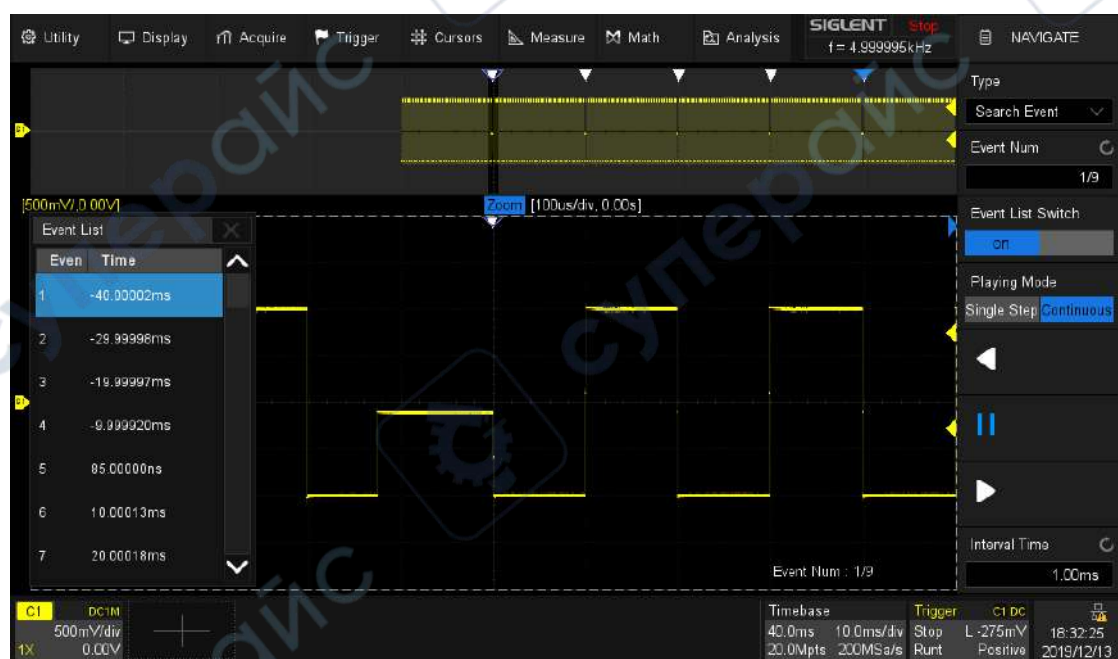 Utility Display Acquire Trigger Cursors Measure Math Analysis
SIGLENT Stop
f = 4.999995kHz
NAVIGATE
Type
Search Event
Event Num
1/9
[500mV/,0.00V]
Zoom [100us/div, 0.00s]
Event List Switch
on
Event List
Even Time
1 -40.00002ms
2 -29.99998ms
3 -19.99997ms
4 -9.999920ms
5 85.00000ns
6 10.00013ms
7 20.00018ms
Playing Mode
Single Step Continuous
Event Num : 1/9
Interval Time
1.00ms
C1 DC1M
500mV/div
1X 0.00V
Timebase
40.0ms 10.0ms/div
20.0Mpts 200MSa/s
Trigger C1 DC
Stop L -275mV
Runt Positive
18:32:25
2019/12/13
суперайс